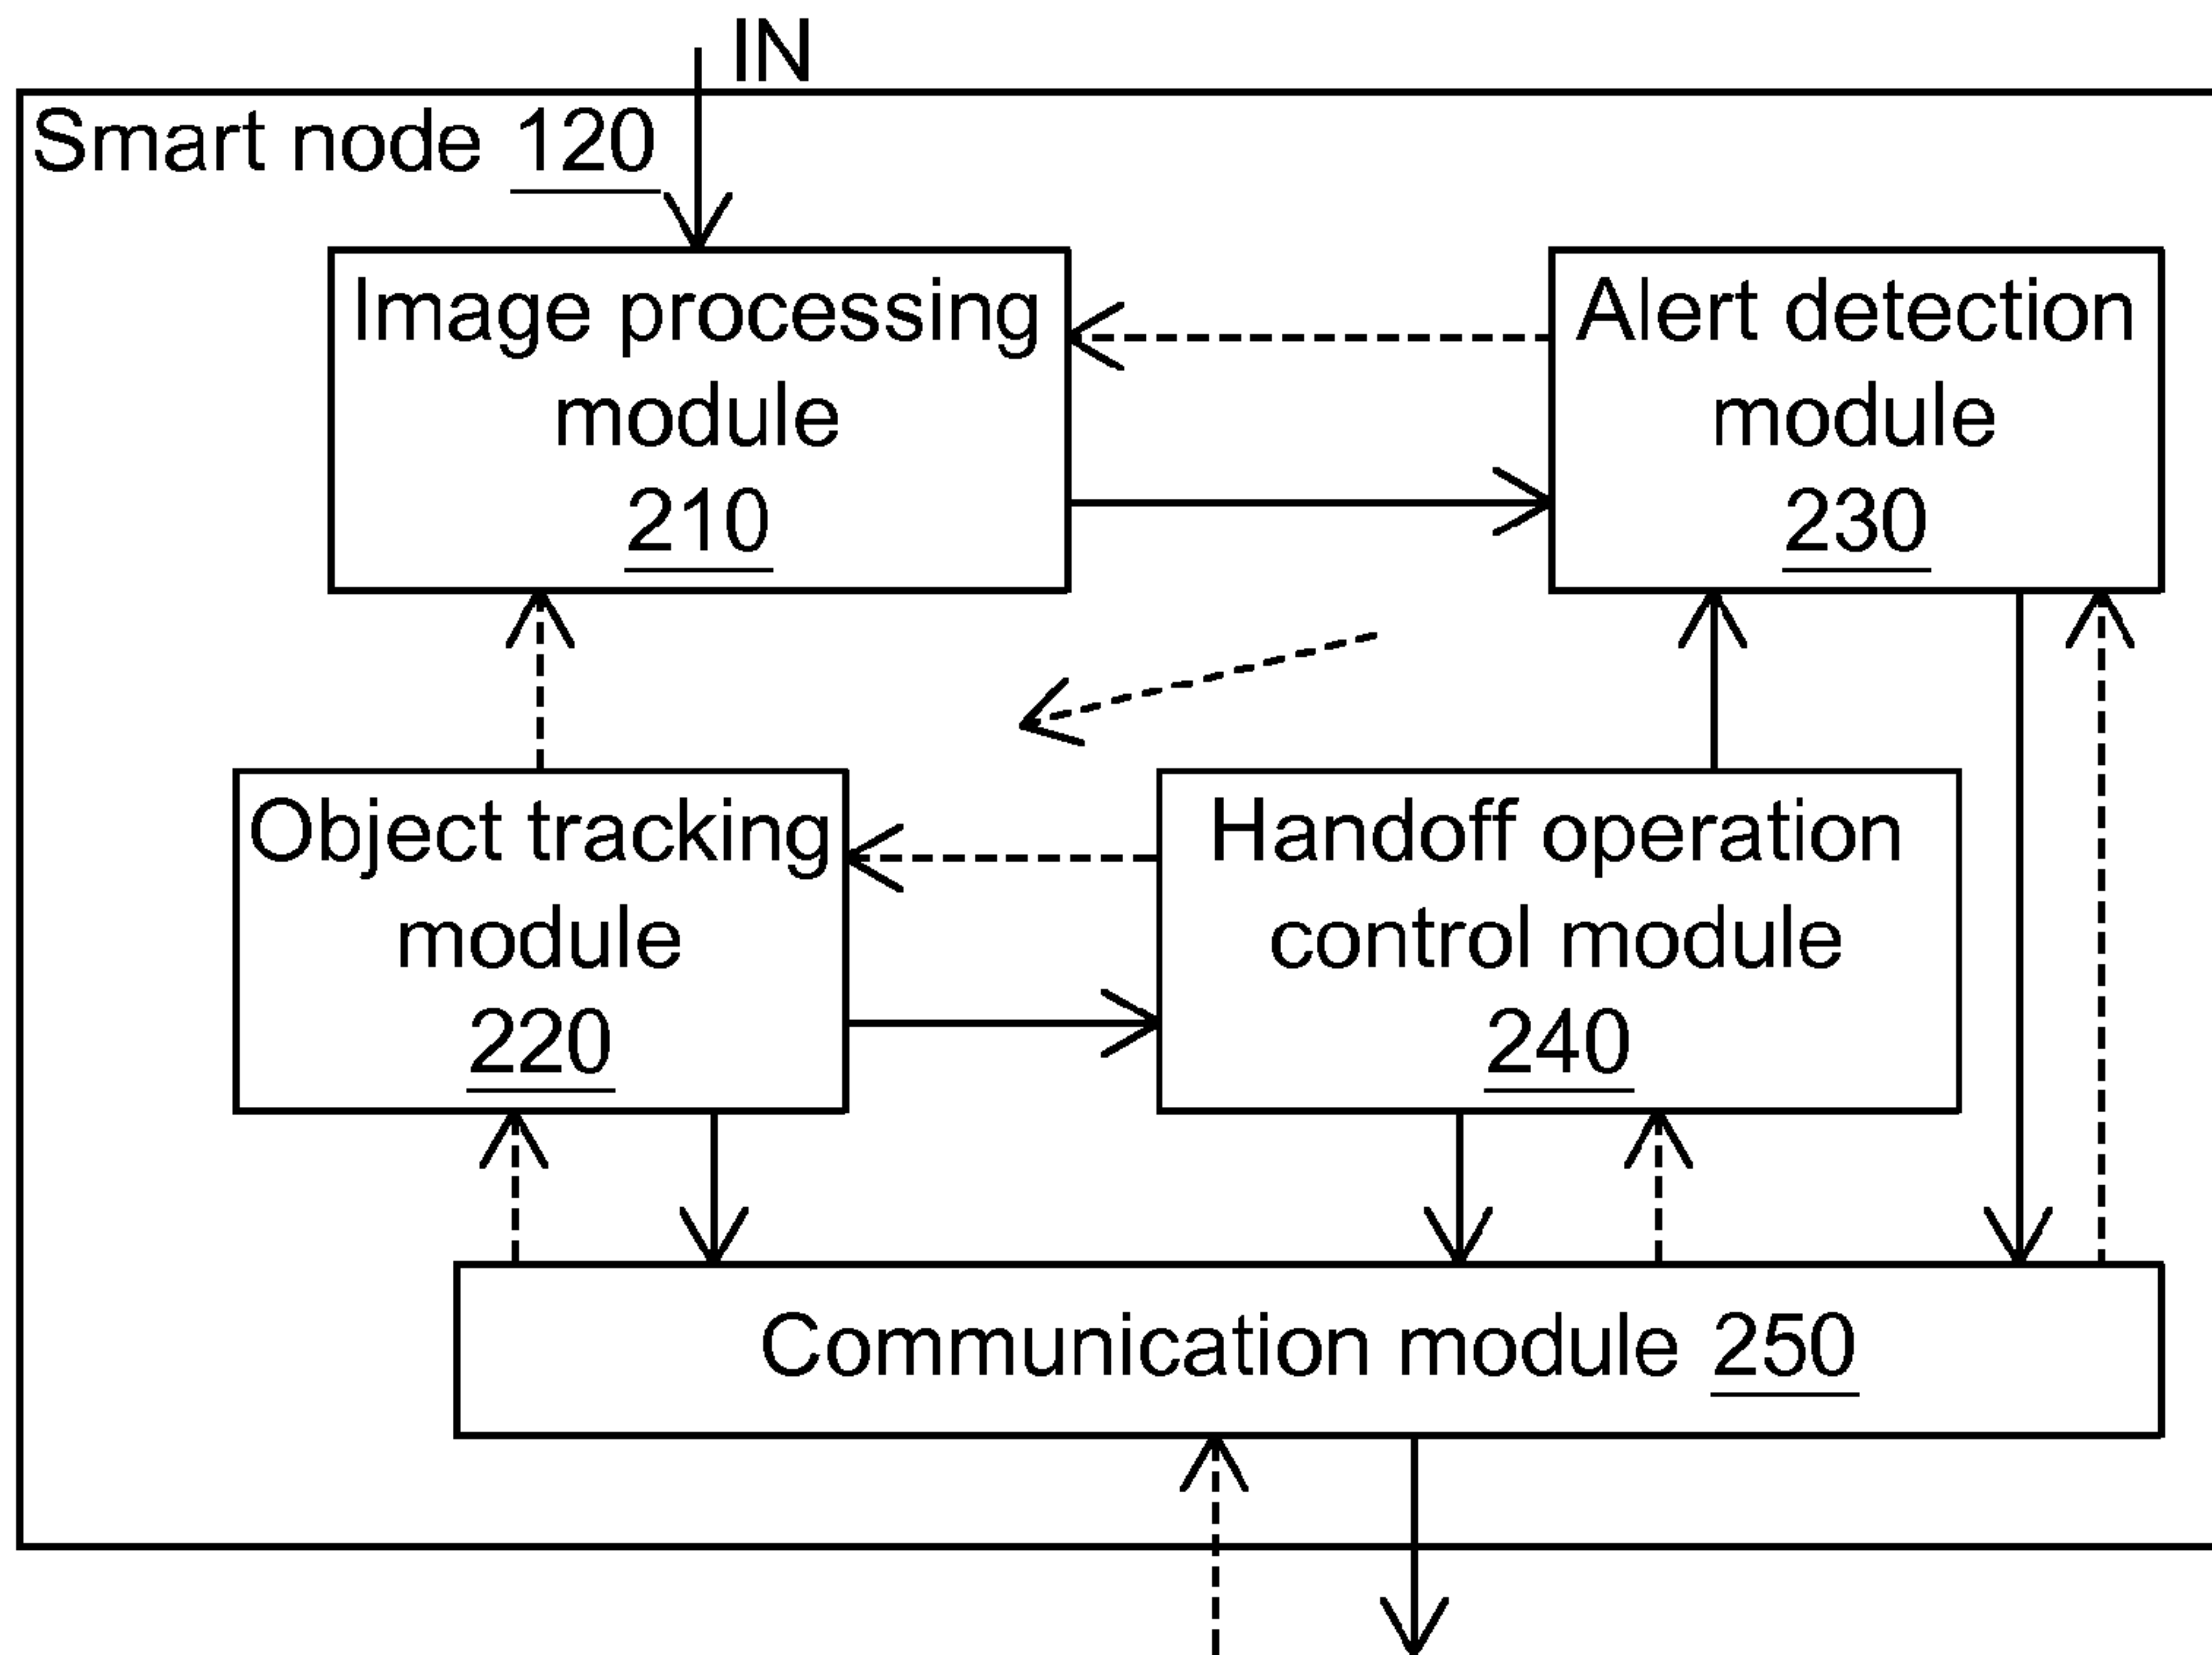 IN
Smart node 120
Image processing
module
210
Alert detection
module
230
Object tracking
module
220
Handoff operation
control module
240
Communication module 250